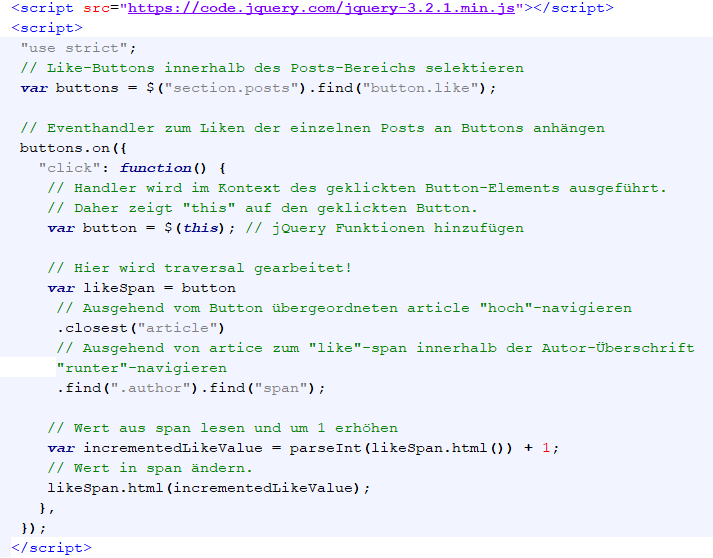 <script src="https://code.jquery.com/jquery-3.2.1.min.js"></script>
<script>
"use strict";
// Like-Buttons innerhalb des Posts-Bereichs selektieren
var buttons = $("section.posts").find("button.like");
// Eventhandler zum Liken der einzelnen Posts an Buttons anhängen
buttons.on({
"click": function() {
// Handler wird im Kontext des geklickten Button-Elements ausgeführt.
// Daher zeigt "this" auf den geklickten Button.
var button = $(this); // jQuery Funktionen hinzufügen
// Hier wird traversal gearbeitet!
var likeSpan = button
// Ausgehend vom Button übergeordneten article "hoch"-navigieren
.closest("article")
// Ausgehend von artice zum "like"-span innerhalb der Autor-Überschrift
"runter"-navigieren
.find(".author").find("span");
// Wert aus span lesen und um 1 erhöhen
var incrementedLikeValue = parseInt(likeSpan.html()) + 1;
// Wert in span ändern.
likeSpan.html(incrementedLikeValue);
},
});
</script>